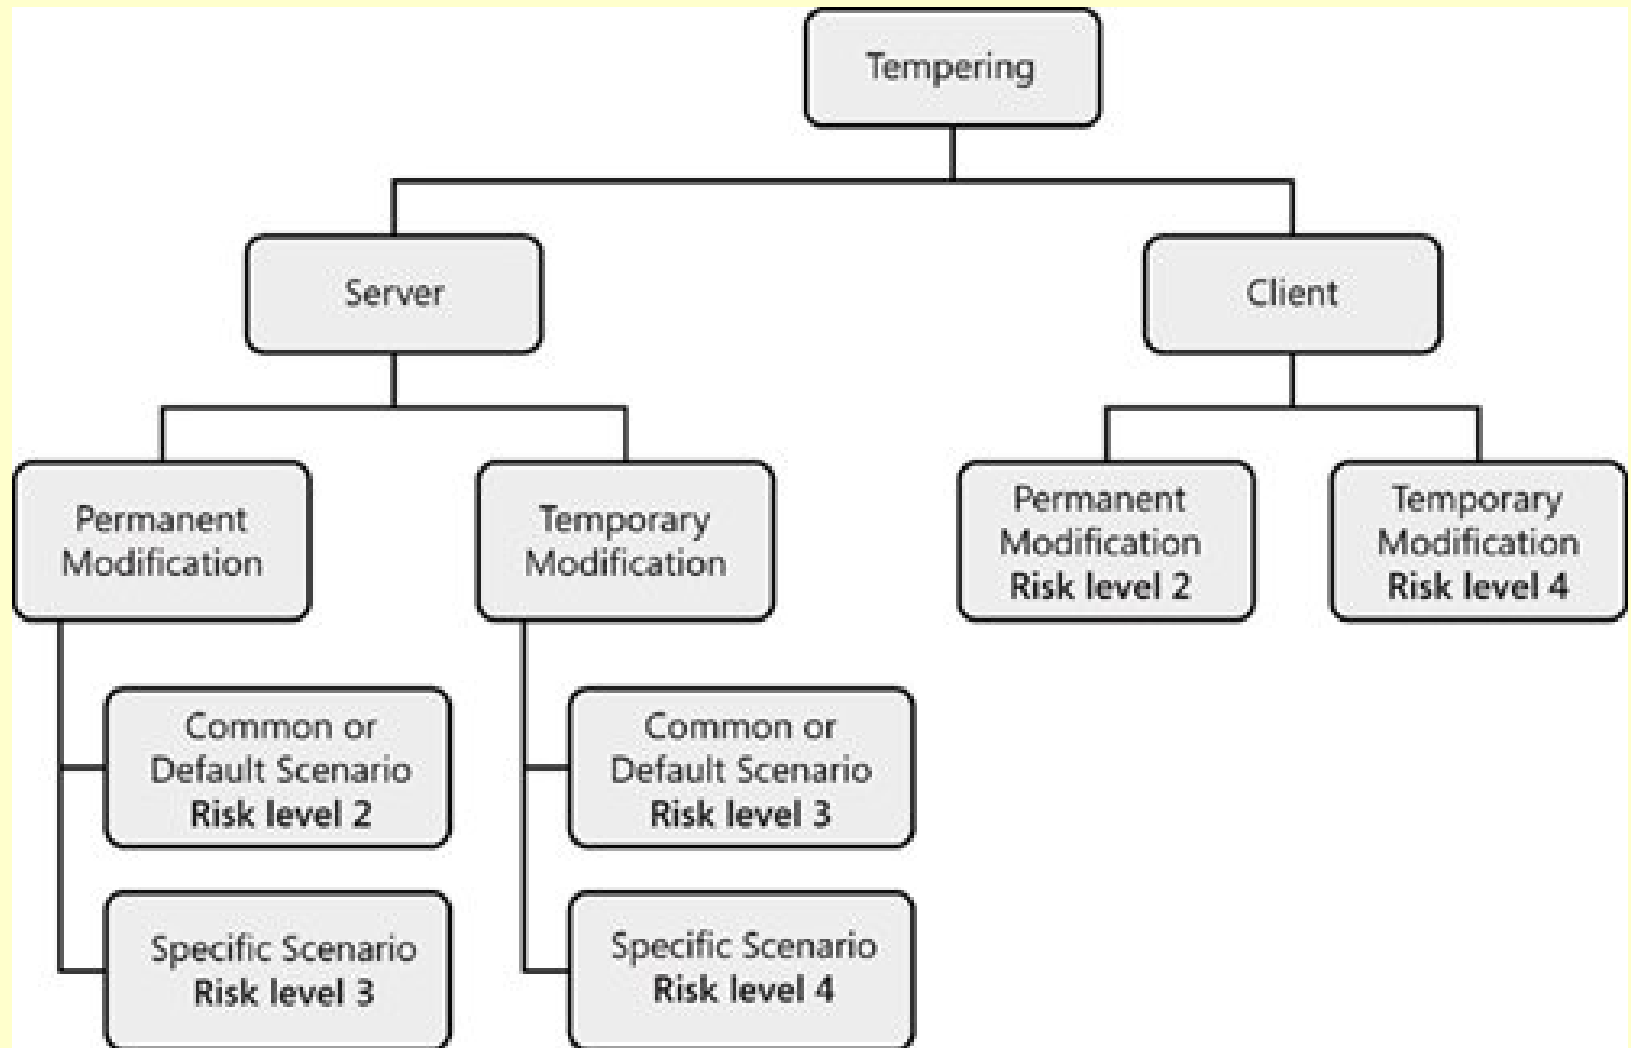 Tempering
Server
Client
Permanent
Modification
Temporary
Modification
Permanent
Modification
Risk level 2
Temporary
Modification
Risk level 4
Common or
Default Scenario
Risk level 2
Common or
Default Scenario
Risk level 3
Specific Scenario
Risk level 3
Specific Scenario
Risk level 4